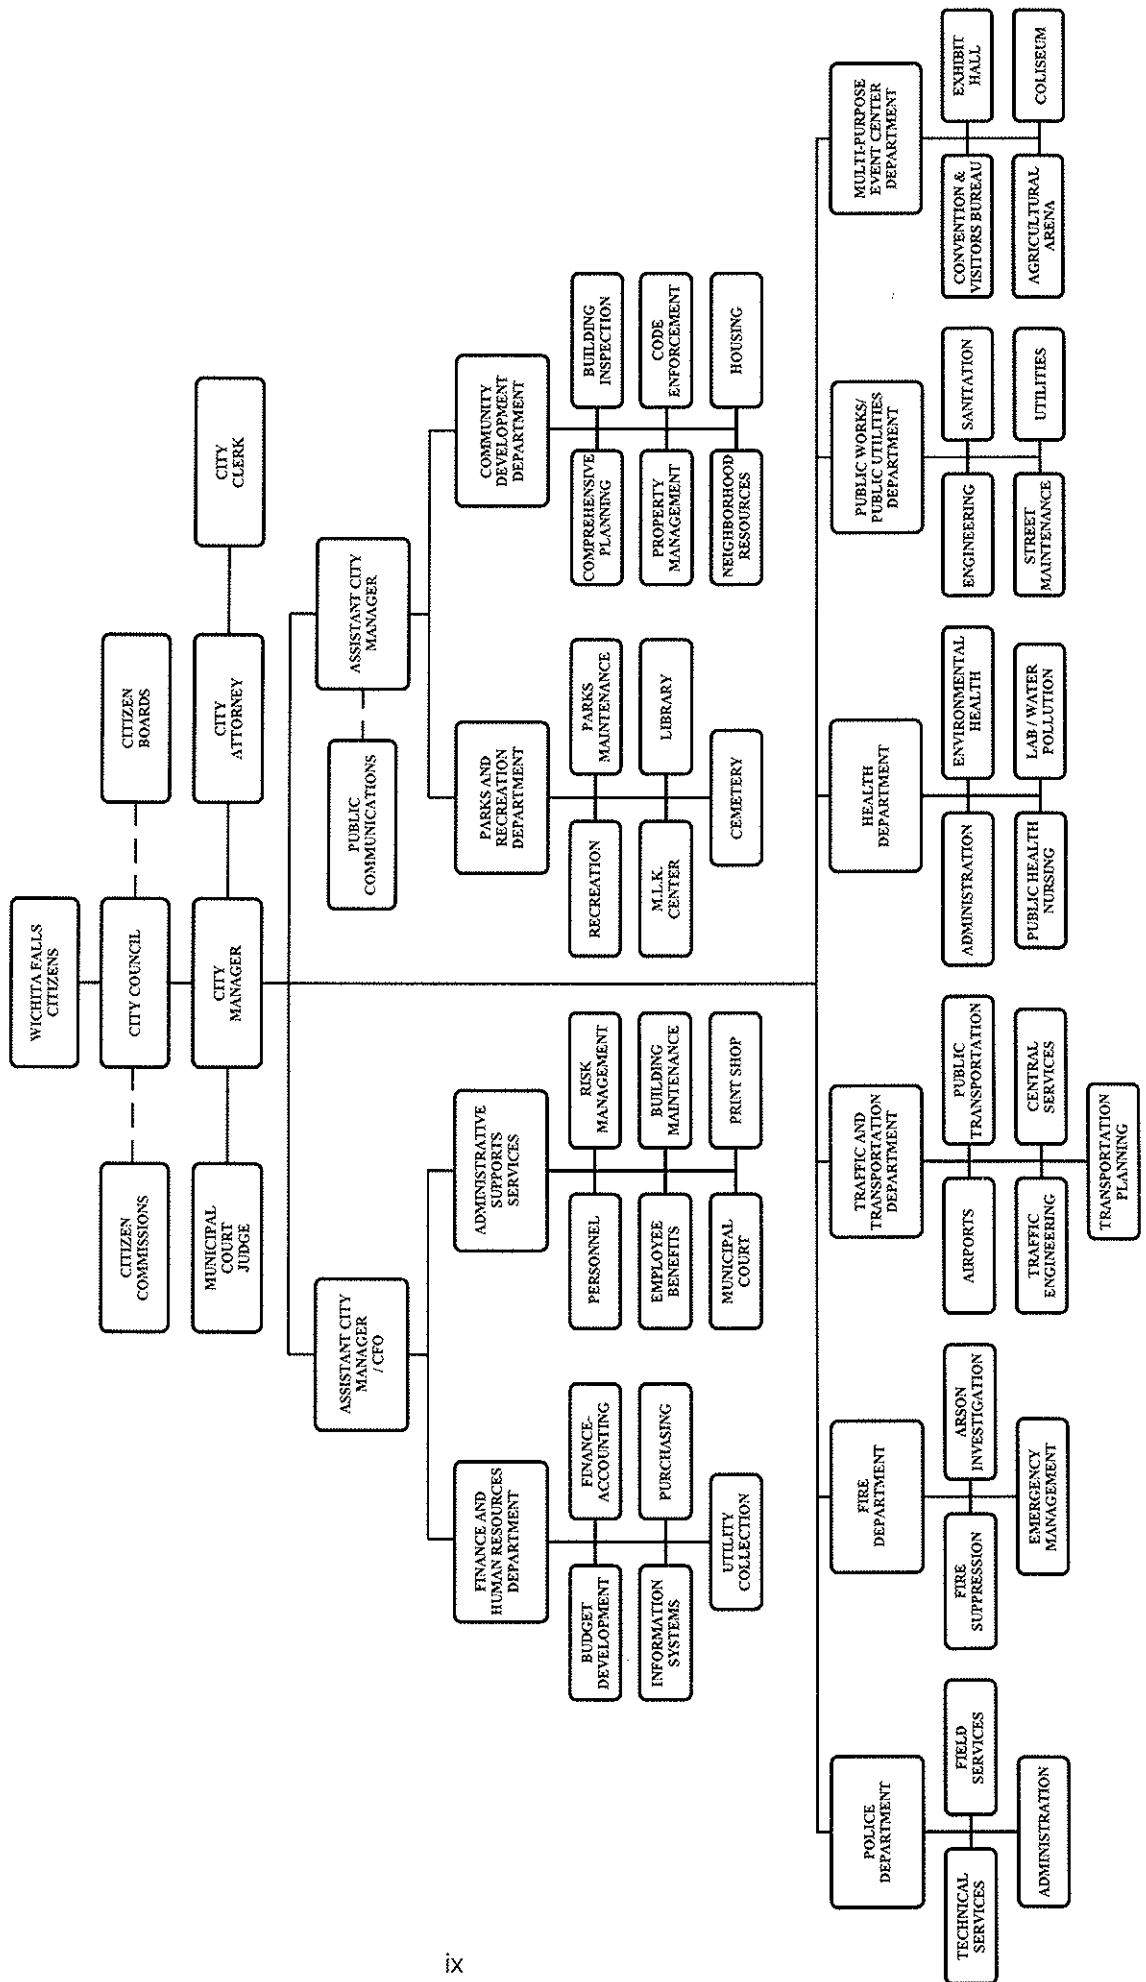 WICHITA FALLS
CITIZENS
CITIZEN
COMMISSIONS
CITY COUNCIL
CITIZEN
BOARDS
MUNICIPAL
COURT
JUDGE
CITY
MANAGER
CITY
ATTORNEY
CITY
CLERK
ASSISTANT CITY
MANAGER
/ CFO
PUBLIC
COMMUNICATIONS
ASSISTANT CITY
MANAGER
FINANCE AND
HUMAN RESOURCES
DEPARTMENT
ADMINISTRATIVE
SUPPORTS
SERVICES
PARKS AND
RECREATION
DEPARTMENT
COMMUNITY
DEVELOPMENT
DEPARTMENT
BUDGET
DEVELOPMENT
FINANCE-
ACCOUNTING
PERSONNEL
RISK
MANAGEMENT
RECREATION
PARKS
MAINTENANCE
COMPREHENSIVE
PLANNING
BUILDING
INSPECTION
INFORMATION
SYSTEMS
PURCHASING
EMPLOYEE
BENEFITS
BUILDING
MAINTENANCE
M.L.K.
CENTER
LIBRARY
PROPERTY
MANAGEMENT
CODE
ENFORCEMENT
UTILITY
COLLECTION
MUNICIPAL
COURT
PRINT SHOP
CEMETERY
NEIGHBORHOOD
RESOURCES
HOUSING
POLICE
DEPARTMENT
FIRE
DEPARTMENT
TRAFFIC AND
TRANSPORTATION
DEPARTMENT
HEALTH
DEPARTMENT
PUBLIC WORKS/
PUBLIC UTILITIES
DEPARTMENT
MULTI-PURPOSE
EVENT CENTER
DEPARTMENT
TECHNICAL
SERVICES
FIELD
SERVICES
FIRE
SUPPRESSION
ARSON
INVESTIGATION
AIRPORTS
PUBLIC
TRANSPORTATION
ADMINISTRATION
ENVIRONMENTAL
HEALTH
ENGINEERING
SANITATION
CONVENTION &
VISITORS BUREAU
EXHIBIT
HALL
ADMINISTRATION
EMERGENCY
MANAGEMENT
TRAFFIC
ENGINEERING
CENTRAL
SERVICES
PUBLIC HEALTH
NURSING
LAB / WATER
POLLUTION
STREET
MAINTENANCE
UTILITIES
AGRICULTURAL
ARENA
COLISEUM
TRANSPORTATION
PLANNING
ix